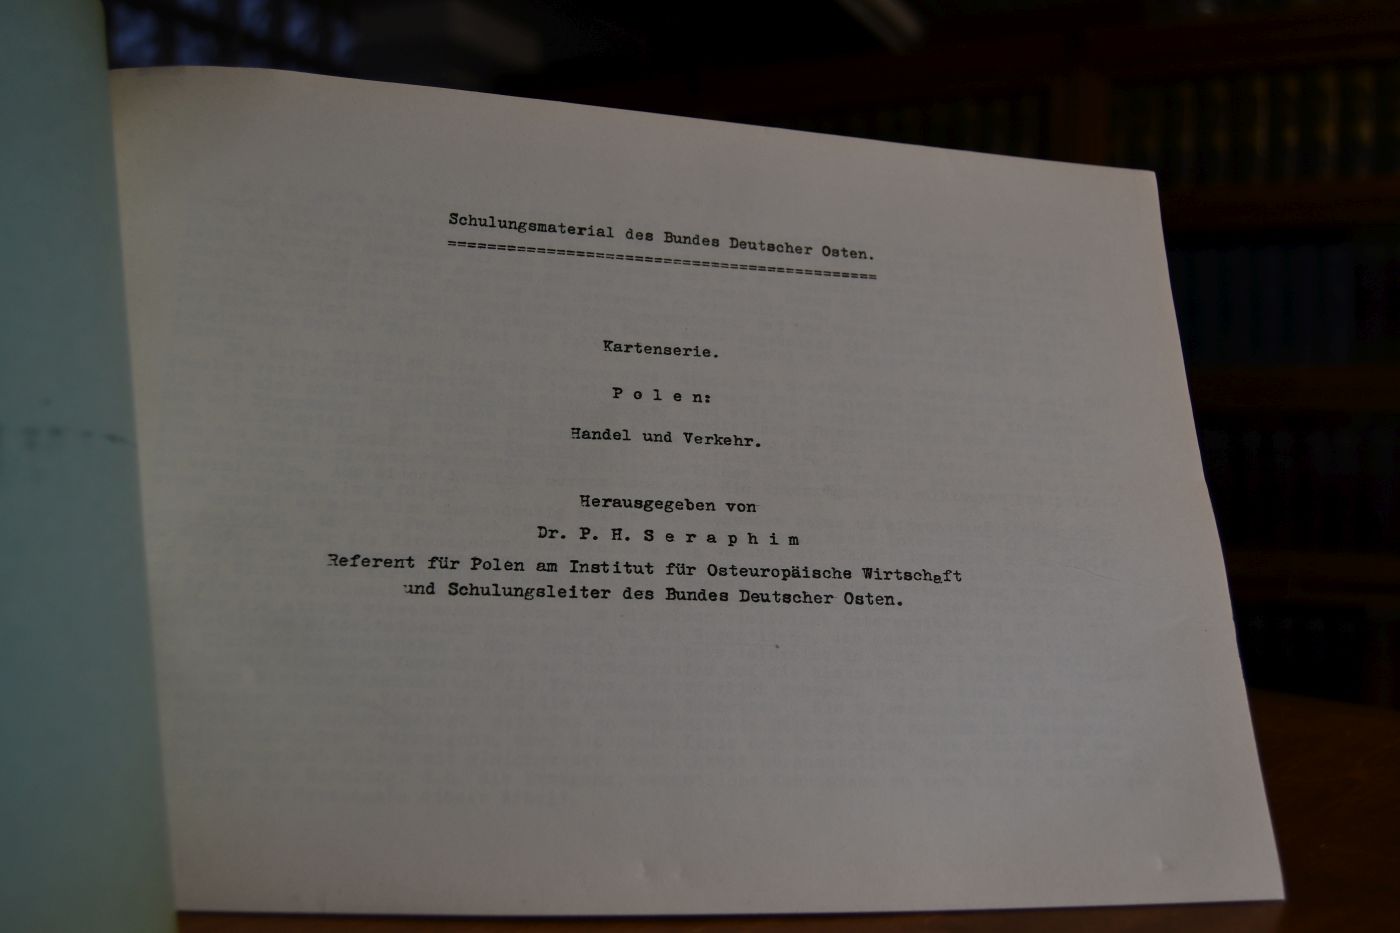 Schulungsmaterial des Bundes Deutscher Osten.
===========================================
Kartenserie.
P o l e n:
Handel und Verkehr.
Herausgegeben von
Dr. P. H. S e r a p h i m
Referent für Polen am Institut für Osteuropäische Wirtschaft
und Schulungsleiter des Bundes Deutscher Osten.